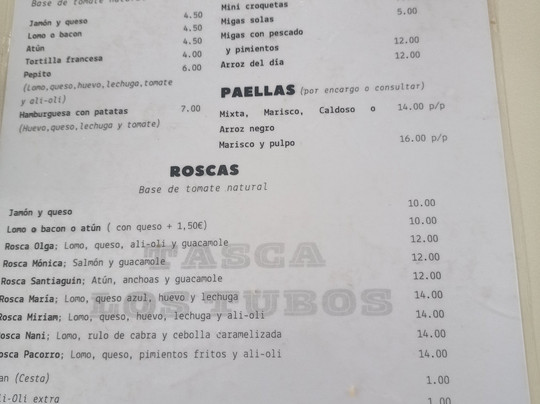 Base de tomate natural
Jamón y queso 4.50
Lomo o bacon 4.50
Atún 4.50
Tortilla francesa 4.00
Pepito 6.00
(Lomo,queso,huevo,lechuga,tomate
y ali-oli)
Hamburguesa con patatas 7.00
(Huevo,queso,lechuga y tomate)
Mini croquetas
Migas solas 5.00
Migas con pescado
y pimientos 12.00
Arroz del día 12.00
PAELLAS (por encargo o consultar)
Mixta, Marisco, Caldoso o 14.00 p/p
Arroz negro
Marisco y pulpo 16.00 p/p
ROSCAS
Base de tomate natural
Jamón y queso 10.00
Lomo o bacon o atún ( con queso + 1,50€) 10.00
Rosca Olga; Lomo, queso, ali-oli y guacamole 12.00
Rosca Mónica; Salmón y guacamole 12.00
Rosca Santiaguin; Atún, anchoas y guacamole 12.00
Rosca María; Lomo, queso azul, huevo y lechuga 14.00
Rosca Miriam; Lomo, queso, huevo, lechuga y ali-oli 14.00
osca Nani; Lomo, rulo de cabra y cebolla caramelizada 14.00
osca Pacorro; Lomo, queso, pimientos fritos y ali-oli 14.00
an (Cesta) 1.00
li-Oli extra 1.00
TASCA
LOS TUBOS